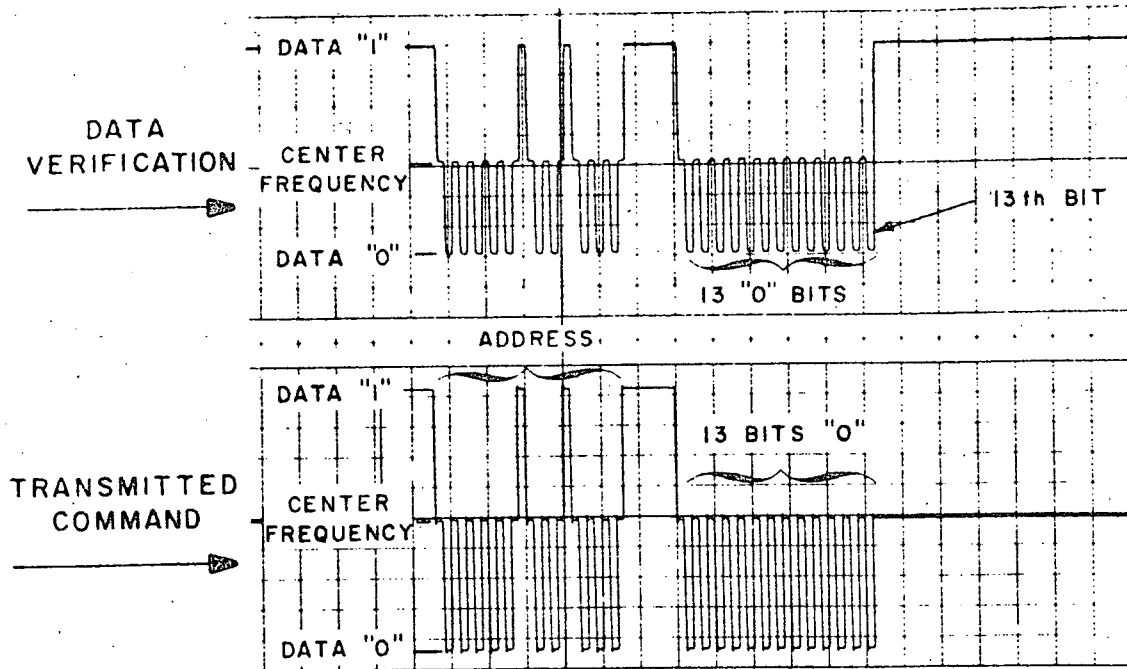 DATA "1"
DATA
VERIFICATION
CENTER
FREQUENCY
13th BIT
DATA "0"
13 "0" BITS
ADDRESS
DATA "1"
13 BITS "0"
TRANSMITTED
COMMAND
CENTER
FREQUENCY
DATA "0"